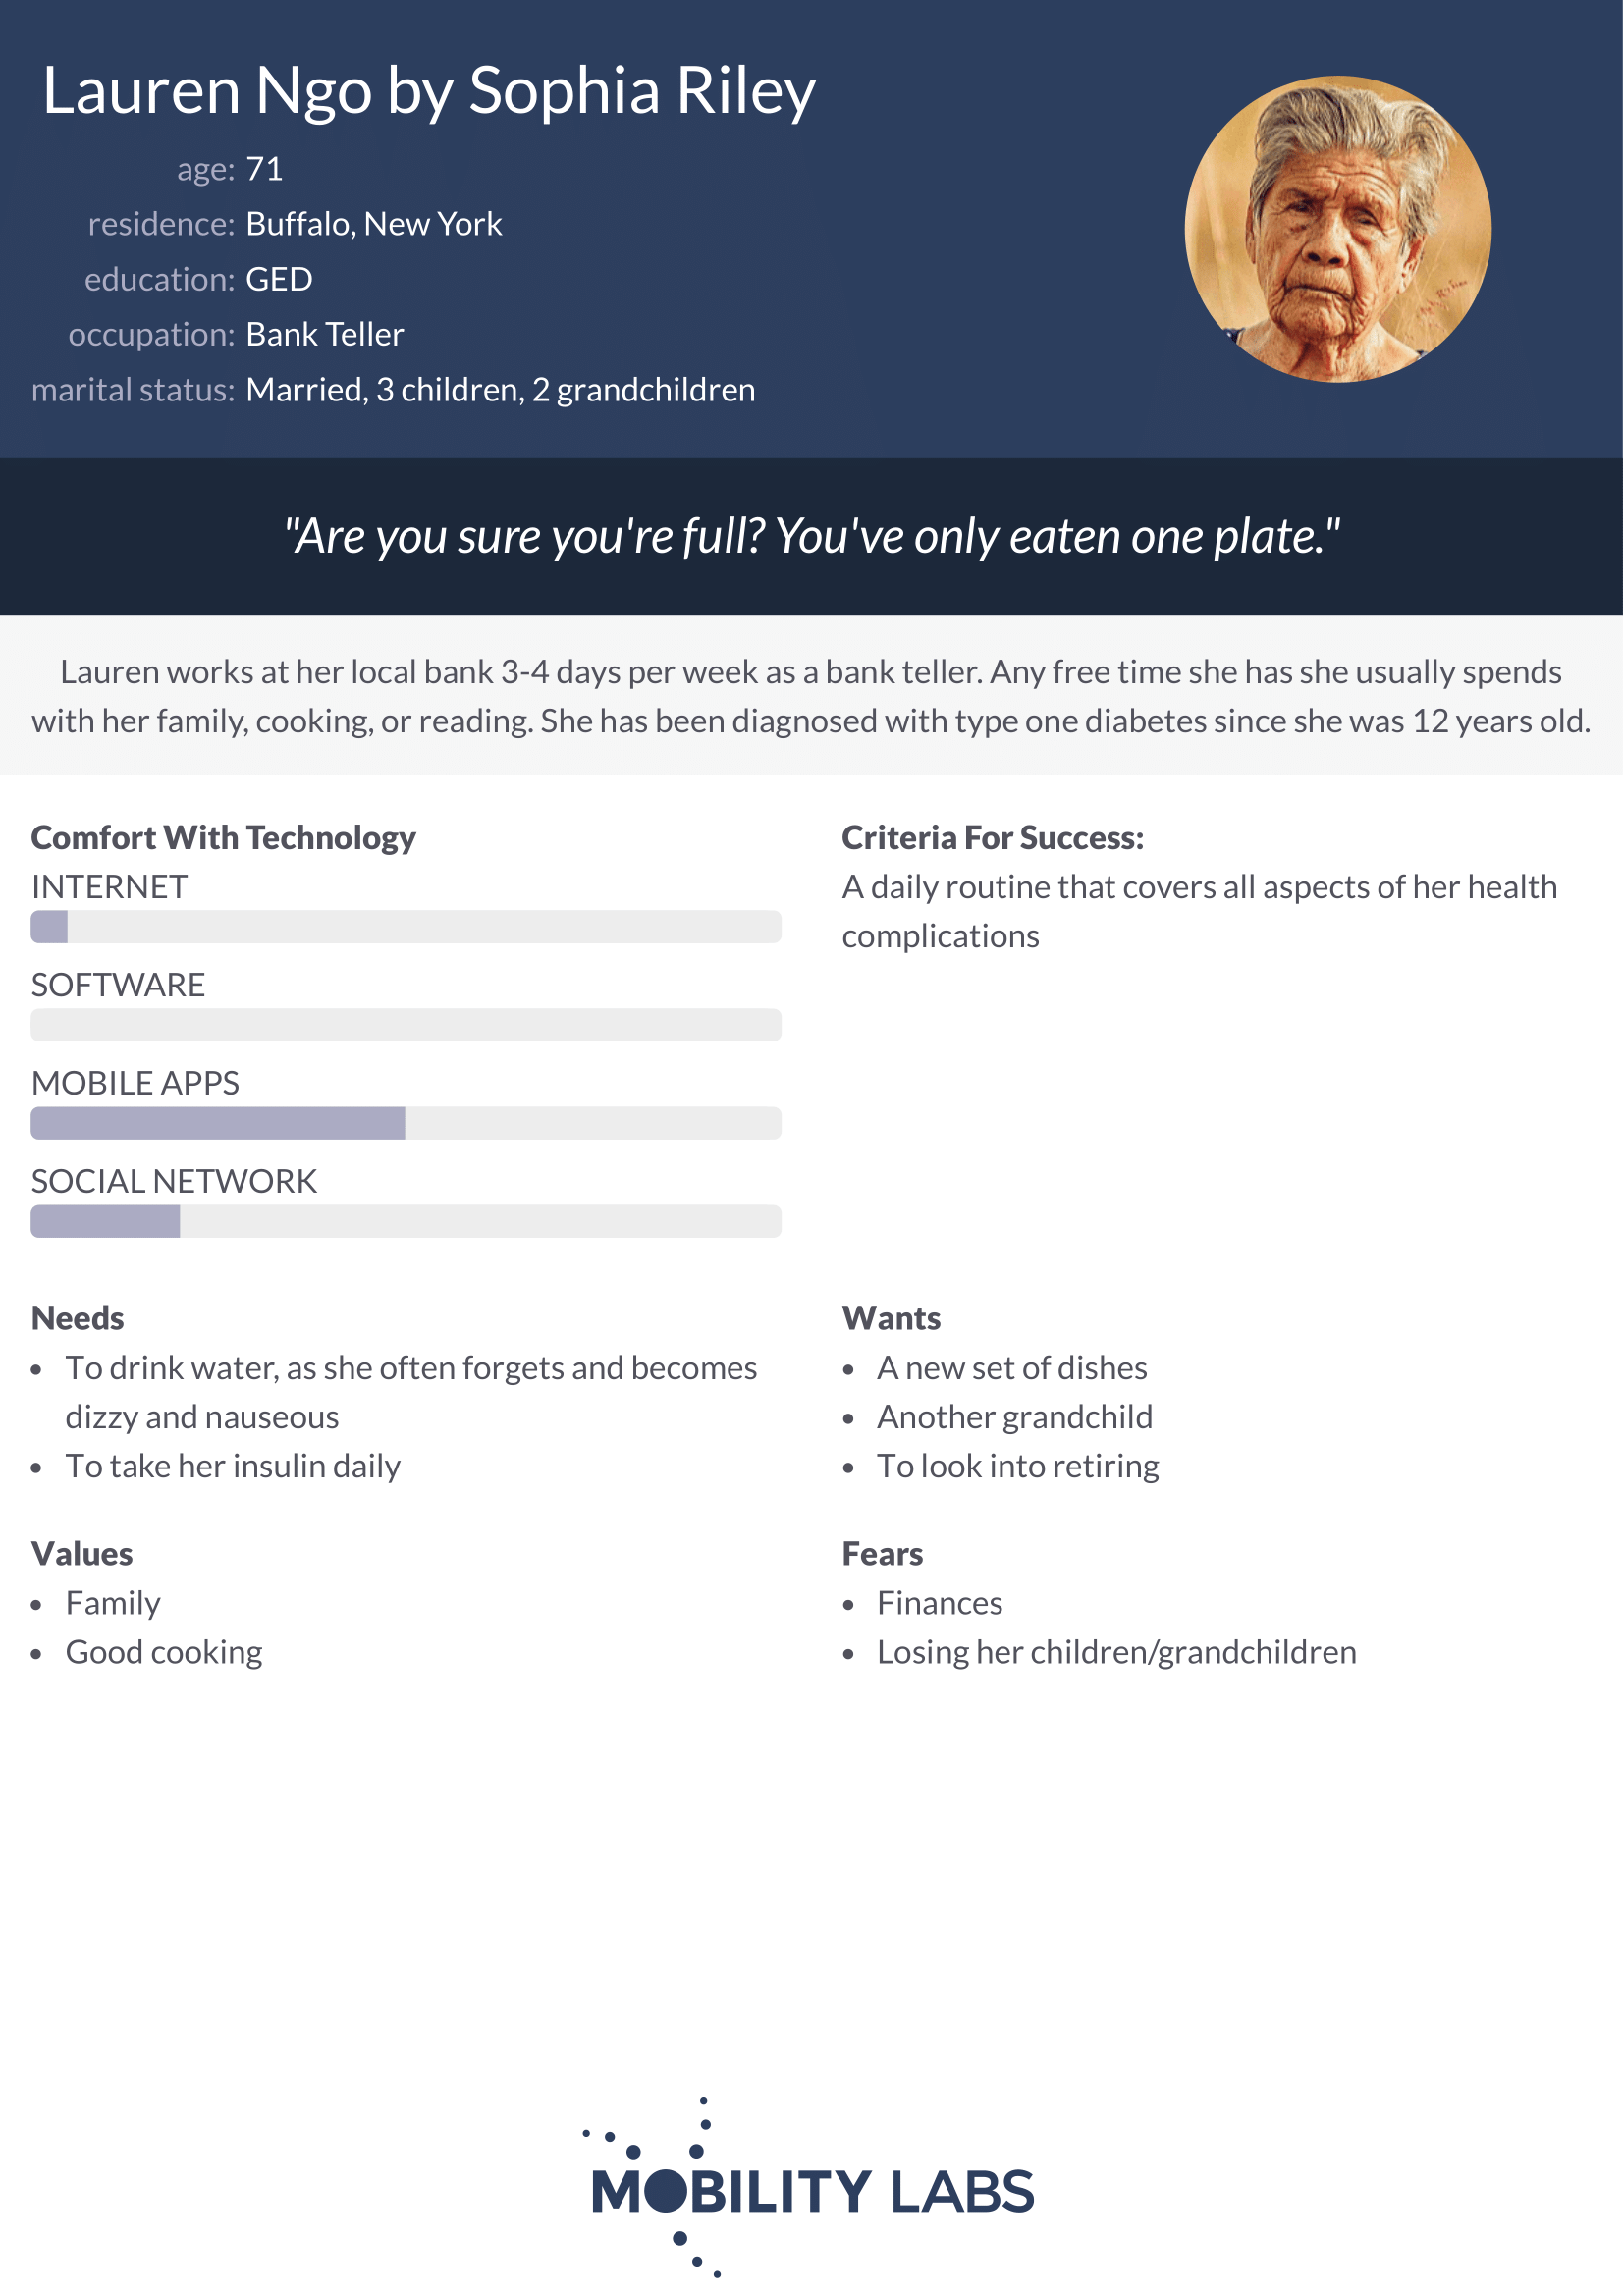 Lauren Ngo by Sophia Riley
age: 71
residence: Buffalo, New York
education: GED
occupation: Bank Teller
marital status: Married, 3 children, 2 grandchildren
"Are you sure you're full? You've only eaten one plate."
Lauren works at her local bank 3-4 days per week as a bank teller. Any free time she has she usually spends
with her family, cooking, or reading. She has been diagnosed with type one diabetes since she was 12 years old.
Comfort With Technology
INTERNET
SOFTWARE
MOBILE APPS
SOCIAL NETWORK
Criteria For Success:
A daily routine that covers all aspects of her health
complications
Needs
• To drink water, as she often forgets and becomes
dizzy and nauseous
• To take her insulin daily
Wants
• A new set of dishes
• Another grandchild
• To look into retiring
Values
• Family
• Good cooking
Fears
• Finances
• Losing her children/grandchildren
MOBILITY LABS